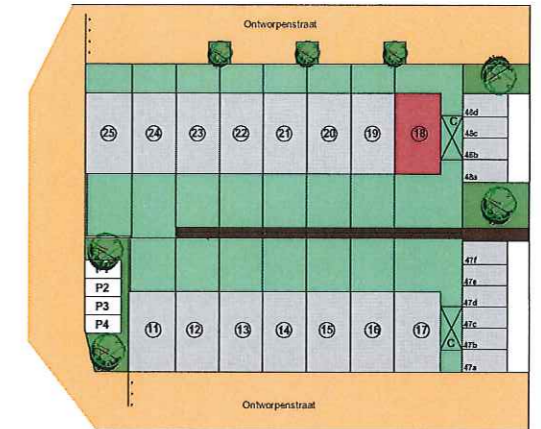 Ontworpenstraat
25 24 23 22 21 20 19 18
C
48d
48c
48b
48a
47f
47e
47d
47c
47b
47a
P1
P2
P3
P4
11 12 13 14 15 16 17
C
Ontworpenstraat